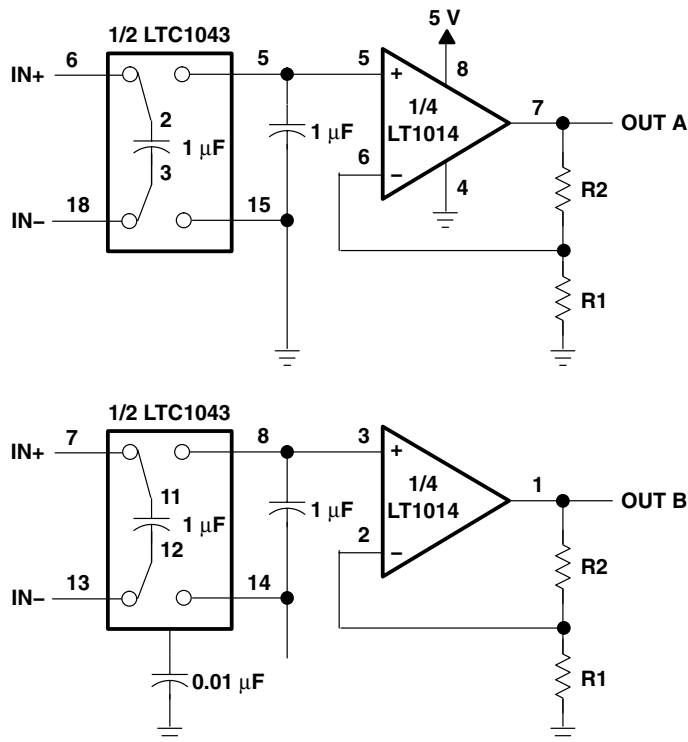 5 V
1/2 LTC1043
IN+ 6 5 5 + 8
2 1 μF 1 μF 1/4 LT1014 7 OUT A
3 6 − 4 R2
IN− 18 15
R1
1/2 LTC1043
IN+ 7 8 3 +
11 1 μF 1 μF 1/4 LT1014 1 OUT B
12 2 − R2
IN− 13 14
0.01 μF R1